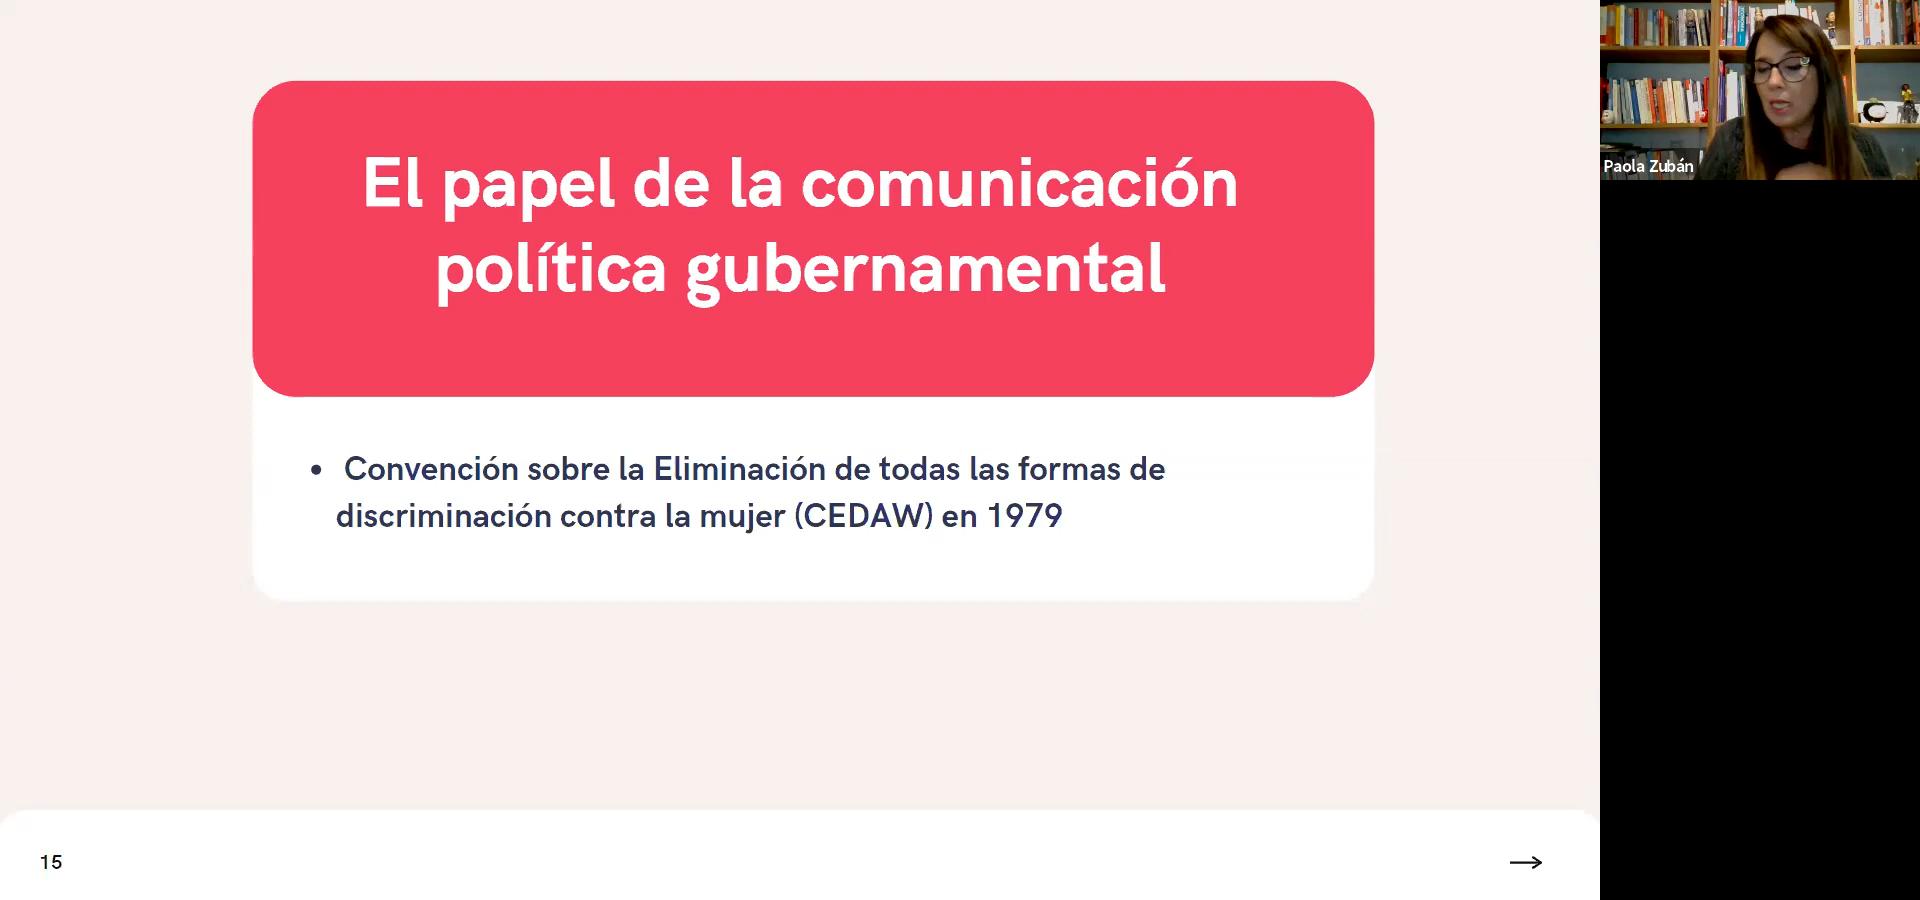 El papel de la comunicación
política gubernamental
• Convención sobre la Eliminación de todas las formas de
discriminación contra la mujer (CEDAW) en 1979
15
Paola Zubán